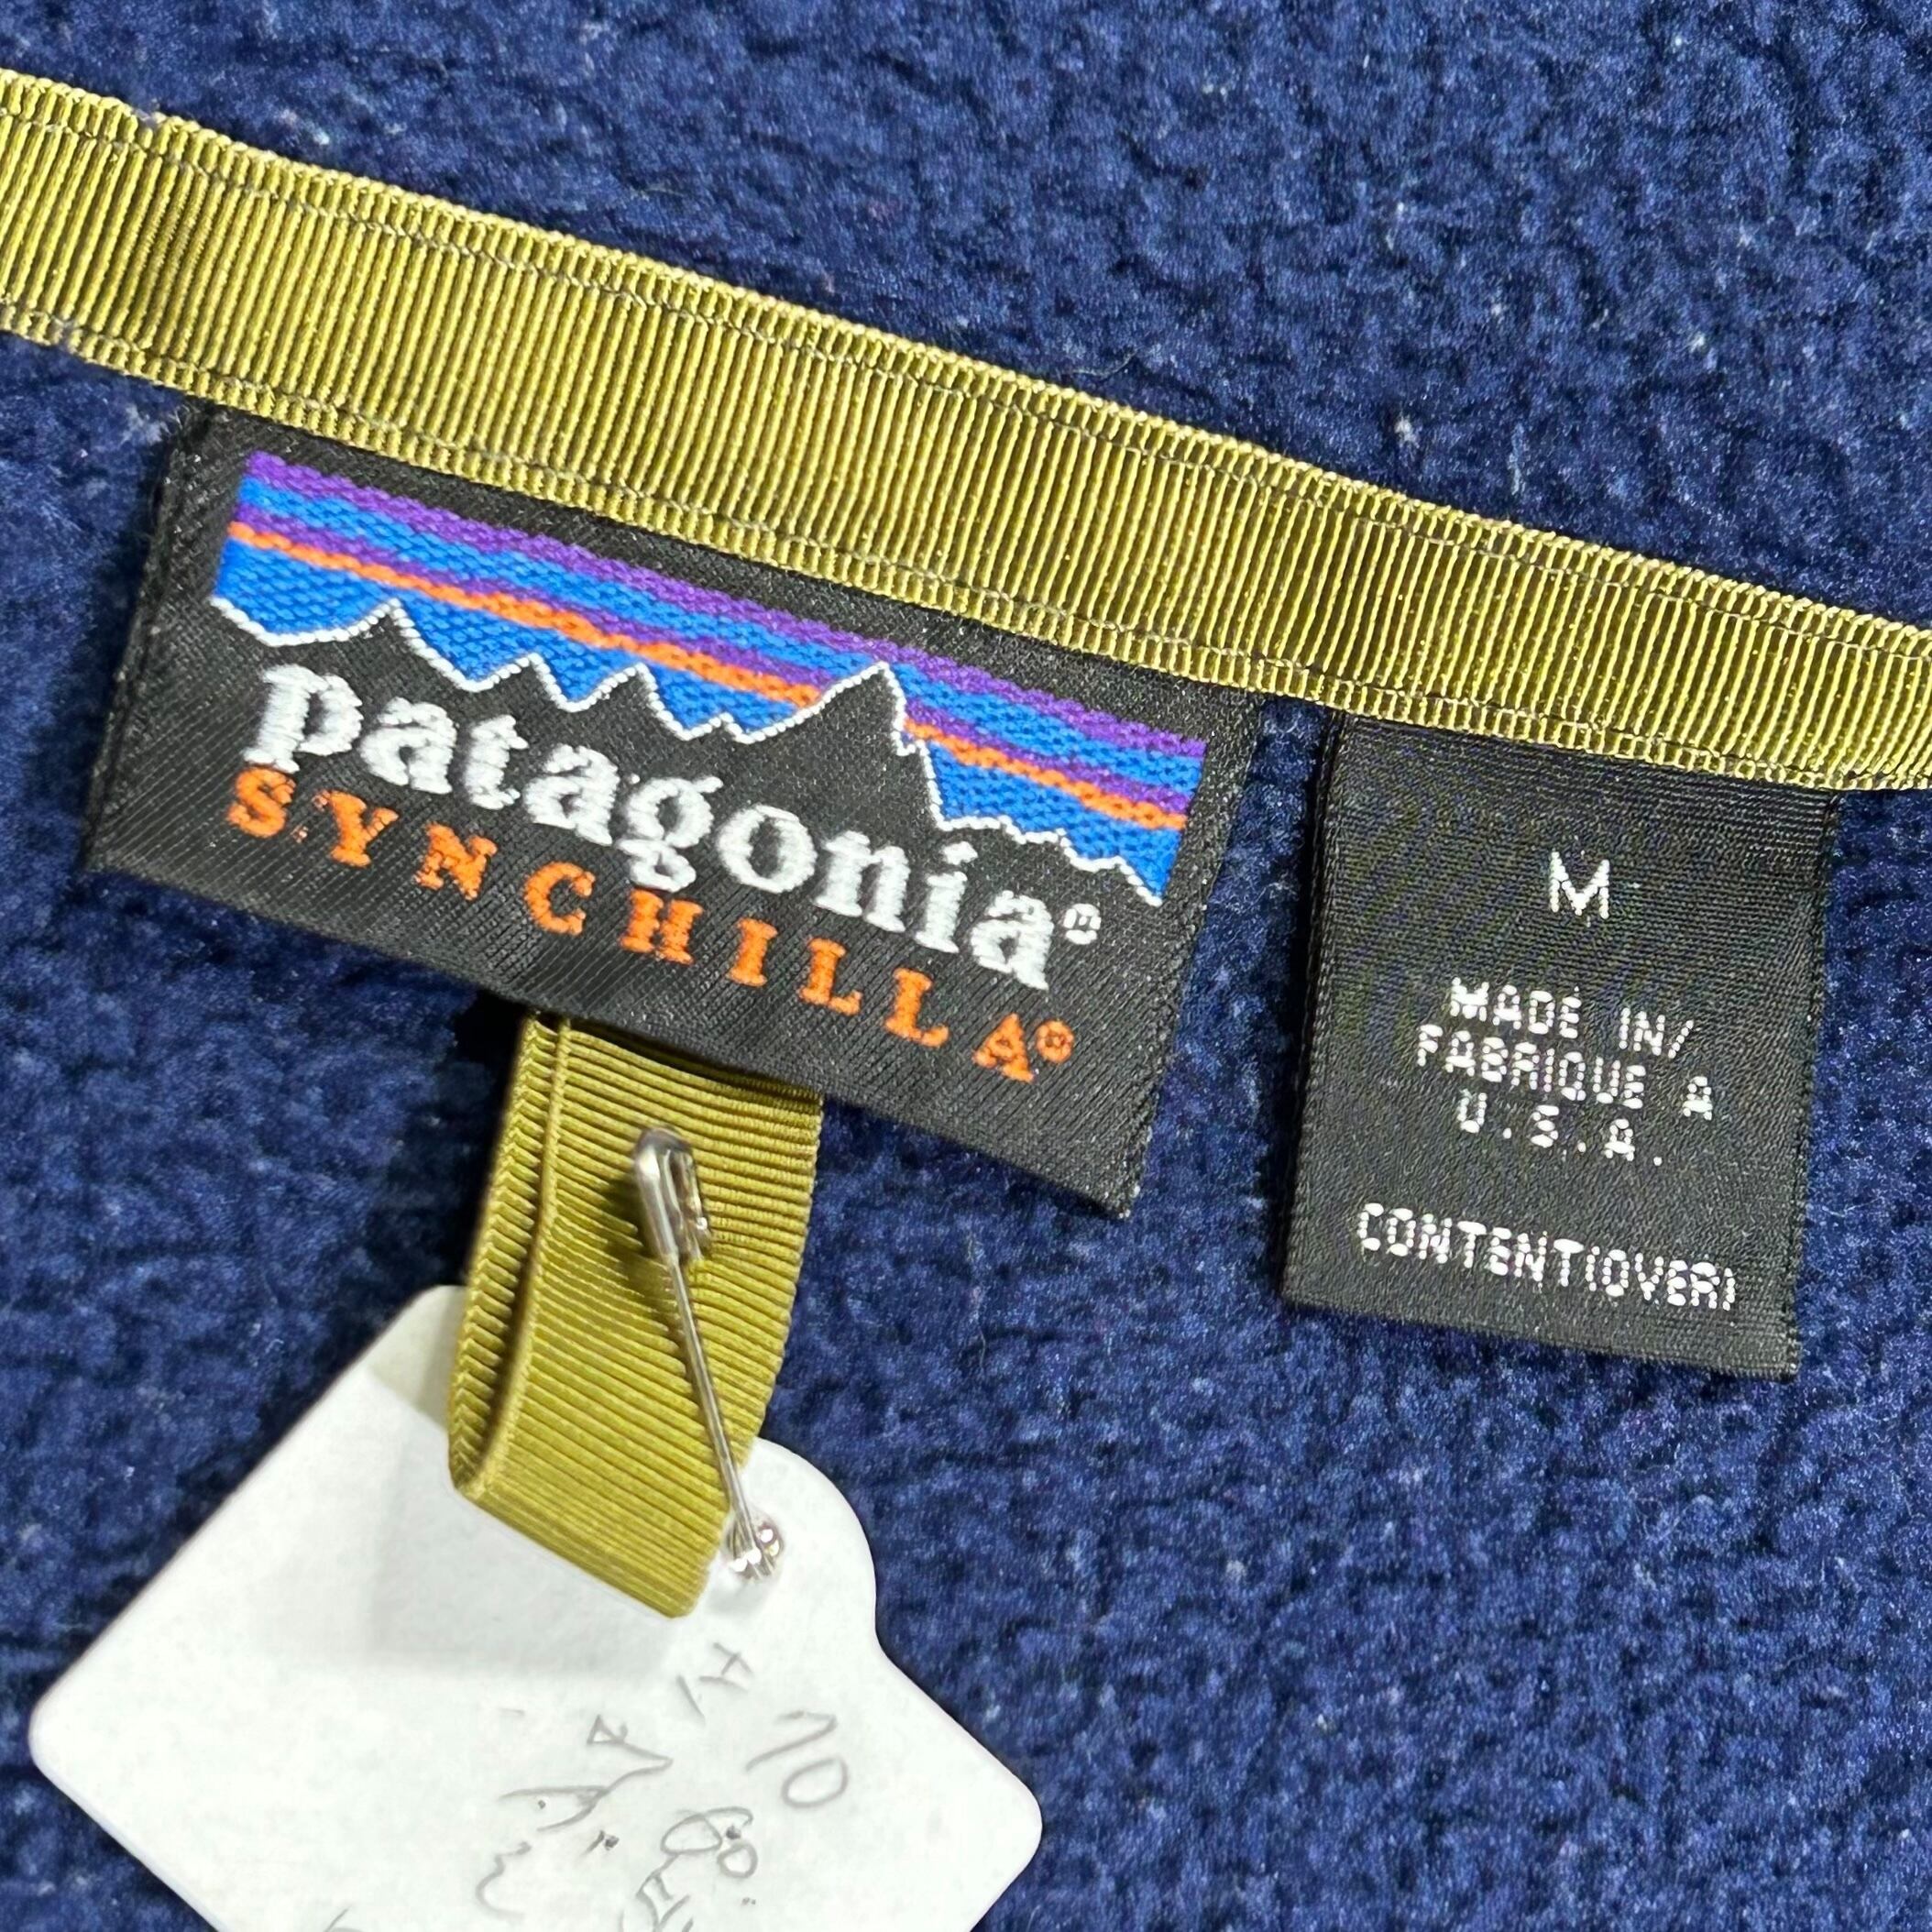 patagonia®
SYNCHILLA®
M
MADE IN/
FABRIQUE A
U.S.A.
CONTENT(OVER)